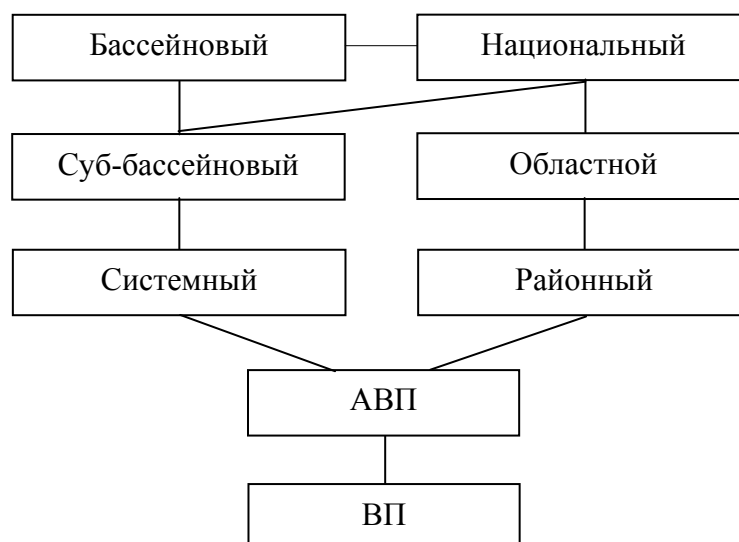 Бассейновый
Национальный
Суб-бассейновый
Областной
Системный
Районный
АВП
ВП